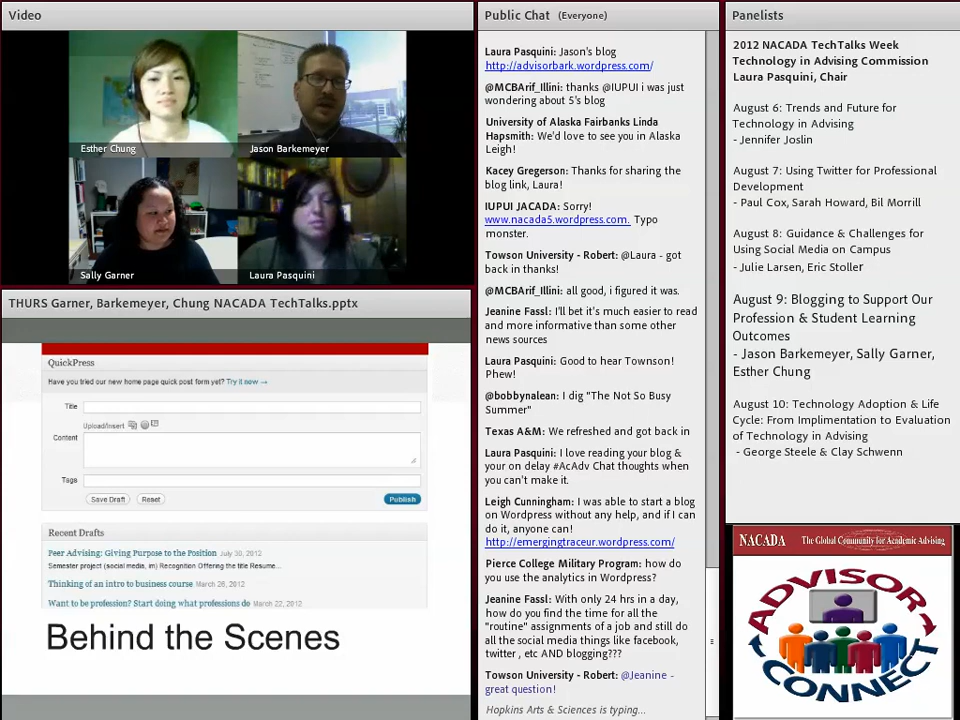 Video
Esther Chung
Jason Barkemeyer
Sally Garner
Laura Pasquini
THURS Garner, Barkemeyer, Chung NACADA TechTalks.pptx
QuickPress
Have you tried our new home page quick post form yet? Try it now →
Title
Upload/Insert
Content
Tags
Save Draft
Reset
Publish
Recent Drafts
Peer Advising: Giving Purpose to the Position July 30, 2012
Semester project (social media, im) Recognition Offering the title Resume...
Thinking of an intro to business course March 26, 2012
Want to be profession? Start doing what professions do March 22, 2012
Behind the Scenes
Public Chat (Everyone)
Laura Pasquini: Jason's blog
http://advisorbark.wordpress.com/
@MCBArif_Illini: thanks @IUPUI i was just
wondering about 5's blog
University of Alaska Fairbanks Linda
Hapsmith: We'd love to see you in Alaska
Leigh!
Kacey Gregerson: Thanks for sharing the
blog link, Laura!
IUPUI JACADA: Sorry!
www.nacada5.wordpress.com. Typo
monster.
Towson University - Robert: @Laura - got
back in thanks!
@MCBArif_Illini: all good, i figured it was.
Jeanine Fassl: I'll bet it's much easier to read
and more informative than some other
news sources
Laura Pasquini: Good to hear Townson!
Phew!
@bobbynalean: I dig "The Not So Busy
Summer"
Texas A&M: We refreshed and got back in
Laura Pasquini: I love reading your blog &
your on delay #AcAdv Chat thoughts when
you can't make it.
Leigh Cunningham: I was able to start a blog
on Wordpress without any help, and if I can
do it, anyone can!
http://emergingtraceur.wordpress.com/
Pierce College Military Program: how do
you use the analytics in Wordpress?
Jeanine Fassl: With only 24 hrs in a day,
how do you find the time for all the
"routine" assignments of a job and still do
all the social media things like facebook,
twitter , etc AND blogging???
Towson University - Robert: @Jeanine -
great question!
Hopkins Arts & Sciences is typing...
Panelists
2012 NACADA TechTalks Week
Technology in Advising Commission
Laura Pasquini, Chair
August 6: Trends and Future for
Technology in Advising
- Jennifer Joslin
August 7: Using Twitter for Professional
Development
- Paul Cox, Sarah Howard, Bil Morrill
August 8: Guidance & Challenges for
Using Social Media on Campus
- Julie Larsen, Eric Stoller
August 9: Blogging to Support Our
Profession & Student Learning
Outcomes
- Jason Barkemeyer, Sally Garner,
Esther Chung
August 10: Technology Adoption & Life
Cycle: From Implimentation to Evaluation
of Technology in Advising
- George Steele & Clay Schwenn
NACADA The Global Community for Academic Advising
ADVISOR
CONNECT